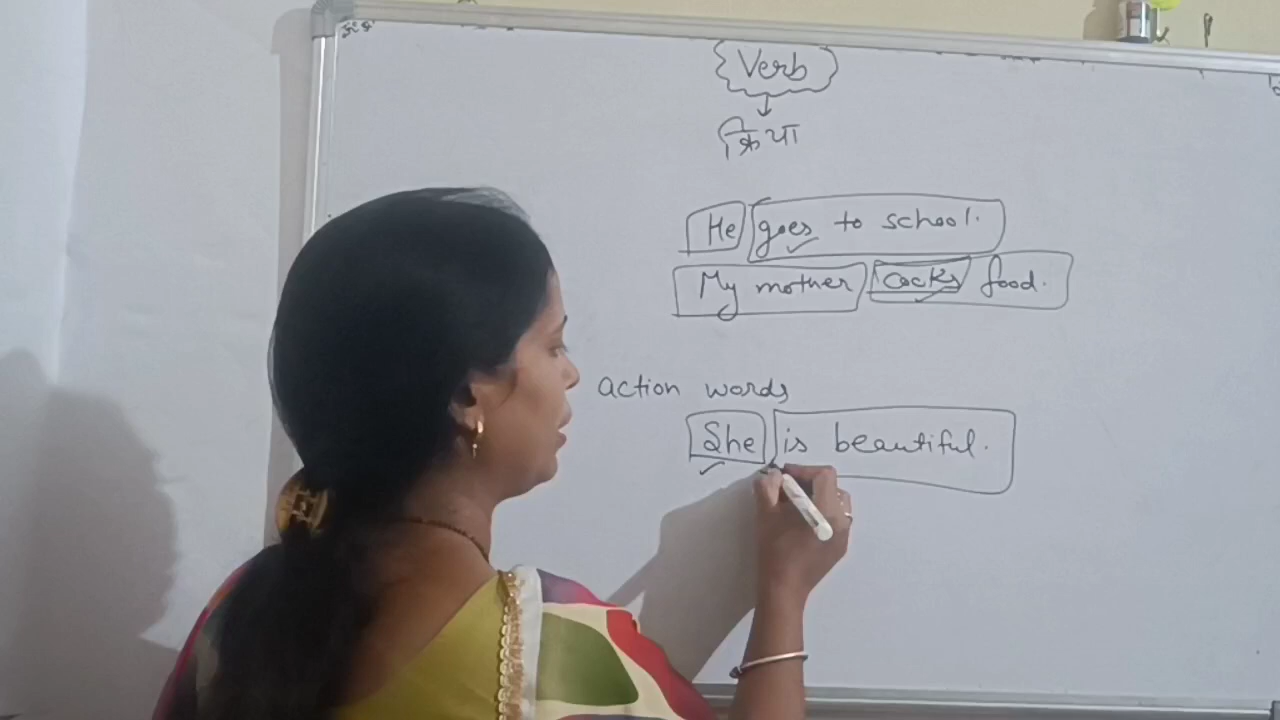 Verb
क्रिया
He goes to school.
My mother cooks food.
action words
She is beautiful.